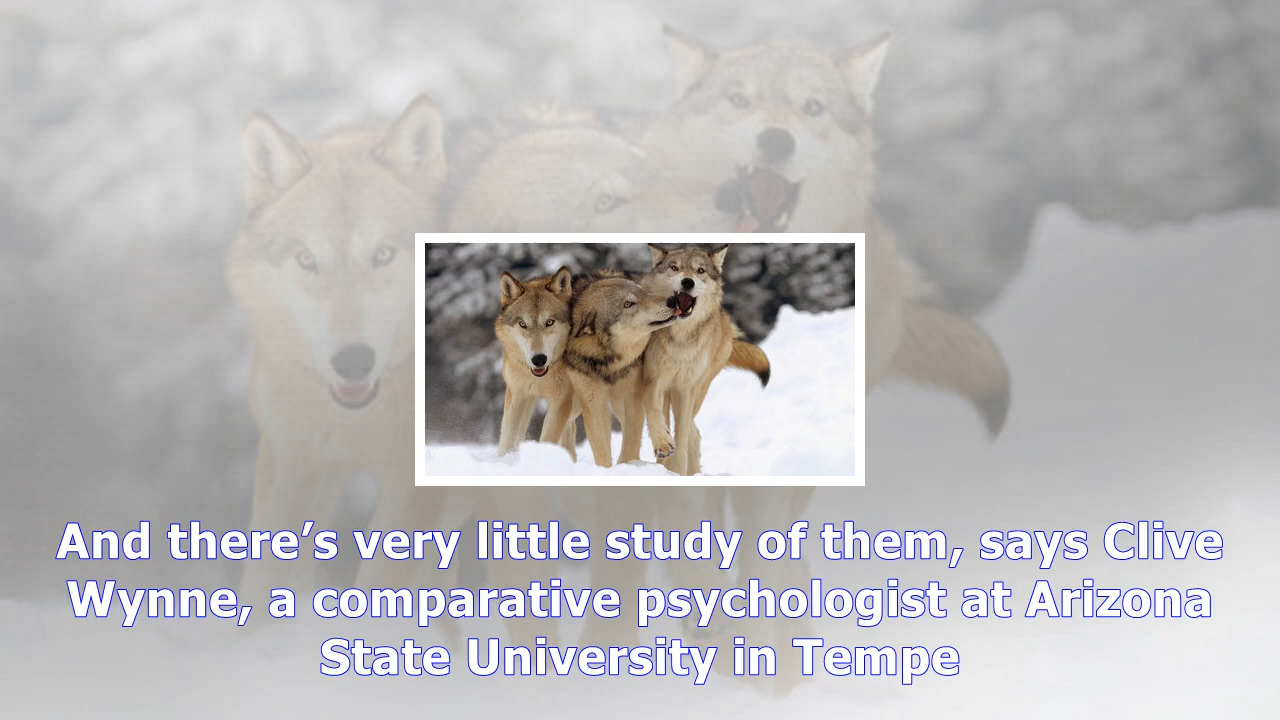 And there’s very little study of them, says Clive
Wynne, a comparative psychologist at Arizona
State University in Tempe